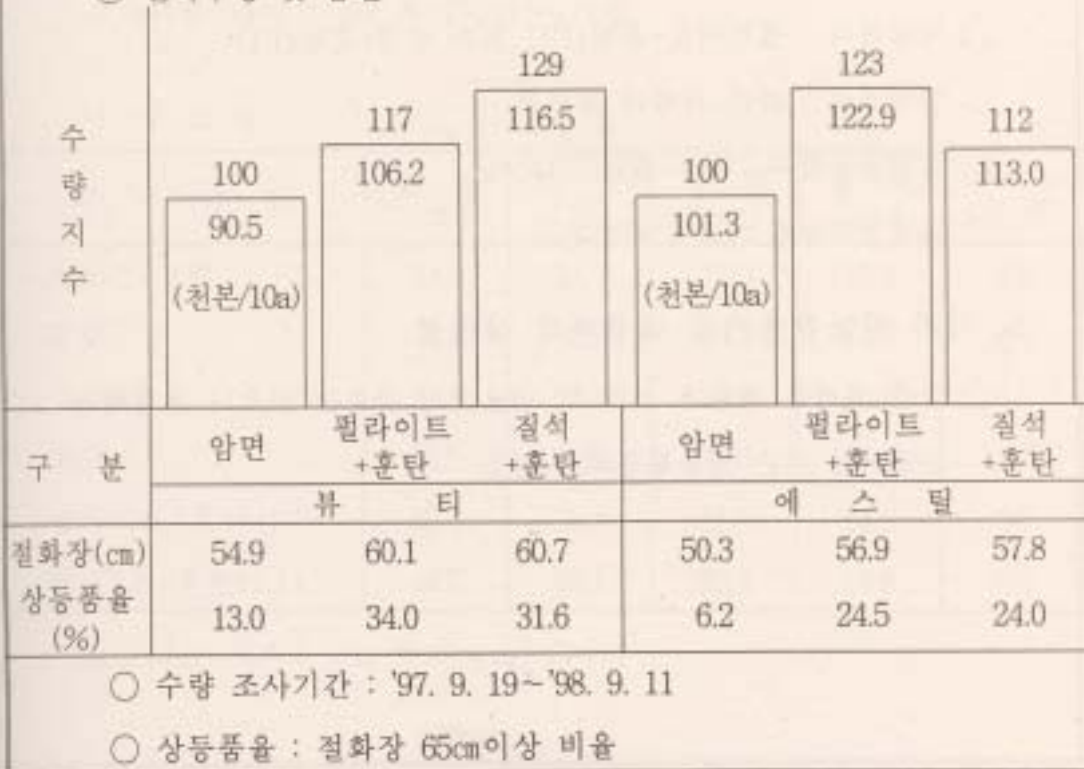 129 123
117 116.5 122.9 112
100 106.2 100 113.0
90.5 101.3
(천본/10a) (천본/10a)
수
량
지
수
구 분 암면 펄라이트 질석 암면 펄라이트 질석
+훈탄 +훈탄 +훈탄 +훈탄
뷰 티 에 스 틸
절화장(cm) 54.9 60.1 60.7 50.3 56.9 57.8
상등품율
(%) 13.0 34.0 31.6 6.2 24.5 24.0
○ 수량 조사기간 : '97. 9. 19~'98. 9. 11
○ 상등품율 : 절화장 65cm이상 비율